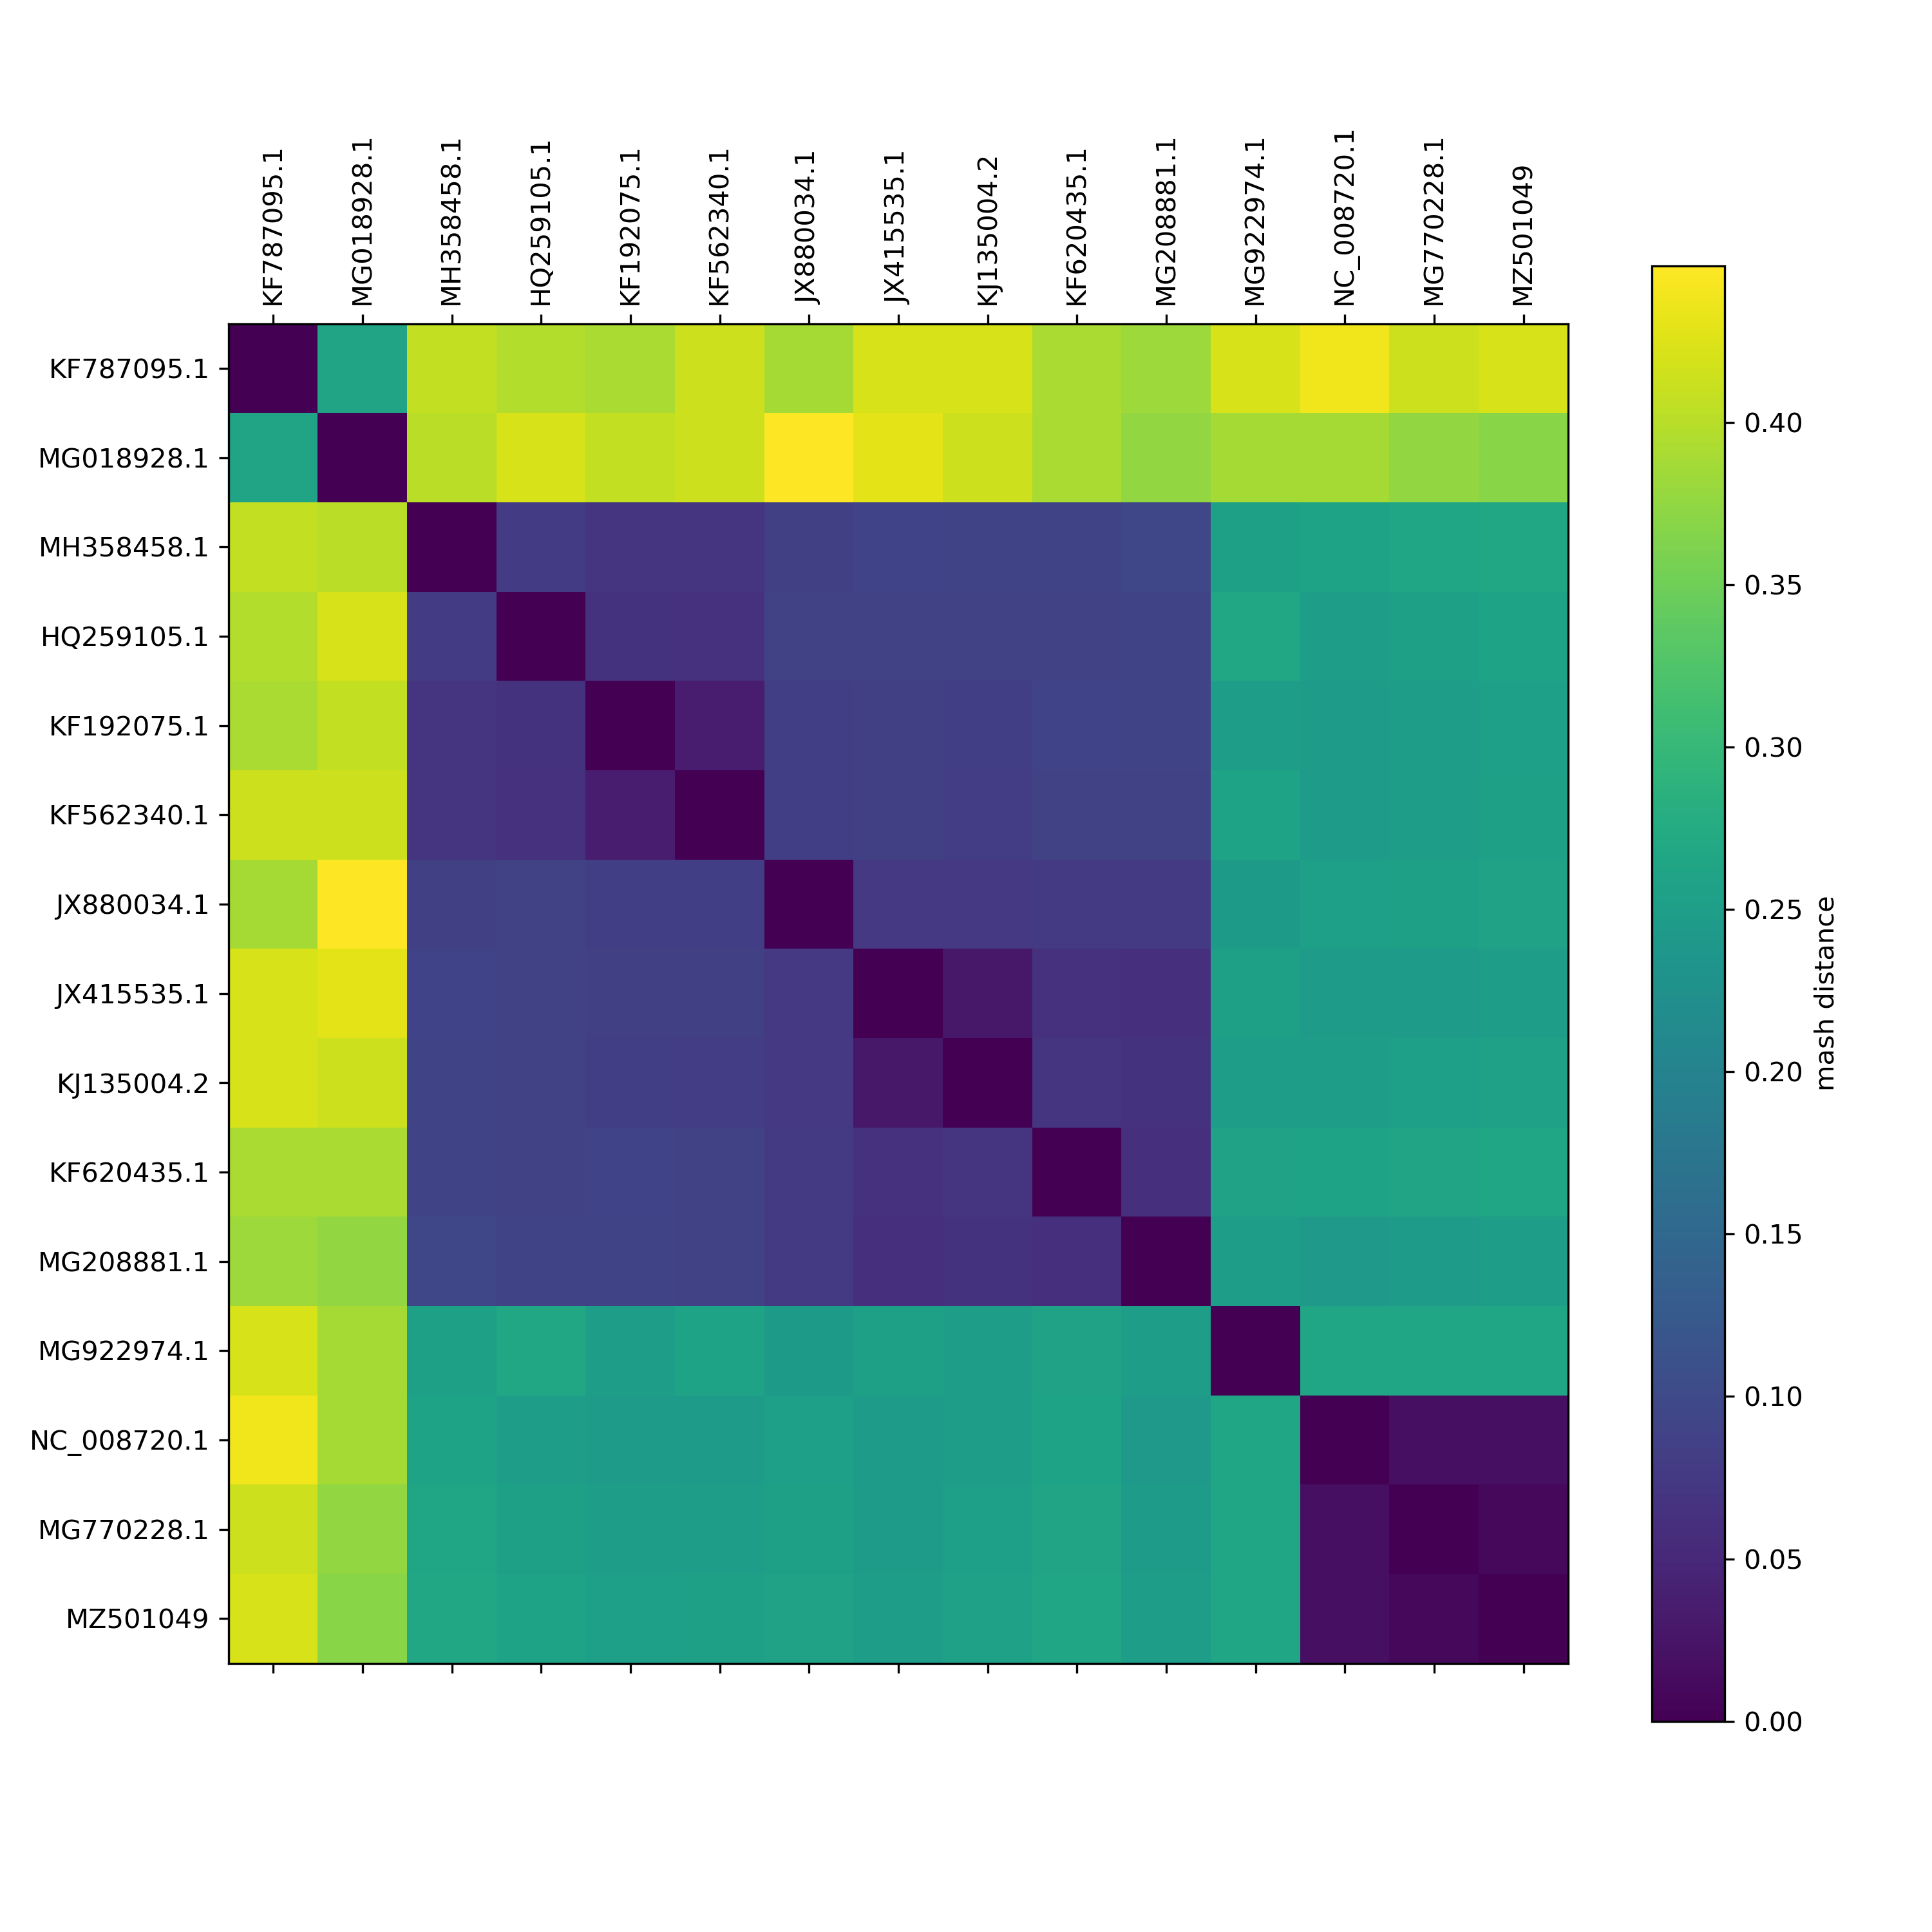 KF787095.1
MG018928.1
MH358458.1
HQ259105.1
KF192075.1
KF562340.1
JX880034.1
JX415535.1
KJ135004.2
KF620435.1
MG208881.1
MG922974.1
NC_008720.1
MG770228.1
MZ501049
KF787095.1
MG018928.1
MH358458.1
HQ259105.1
KF192075.1
KF562340.1
JX880034.1
JX415535.1
KJ135004.2
KF620435.1
MG208881.1
MG922974.1
NC_008720.1
MG770228.1
MZ501049
0.40
0.35
0.30
0.25
0.20
0.15
0.10
0.05
0.00
mash distance